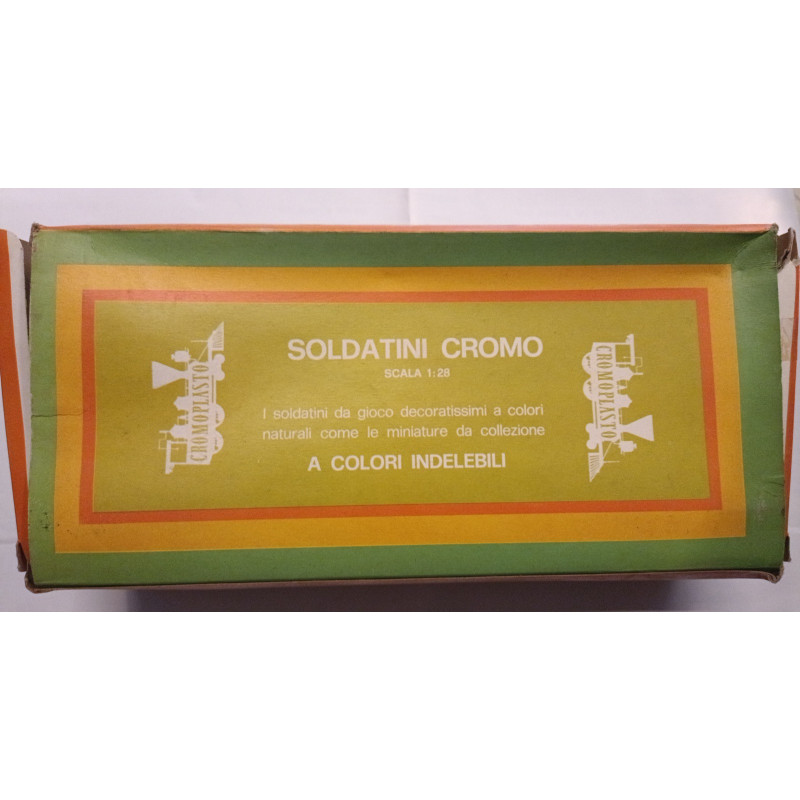 SOLDATINI CROMO
SCALA 1:28
I soldatini da gioco decoratissimi a colori
naturali come le miniature da collezione
A COLORI INDELEBILI
CROMOPLASTO
CROMOPLASTO